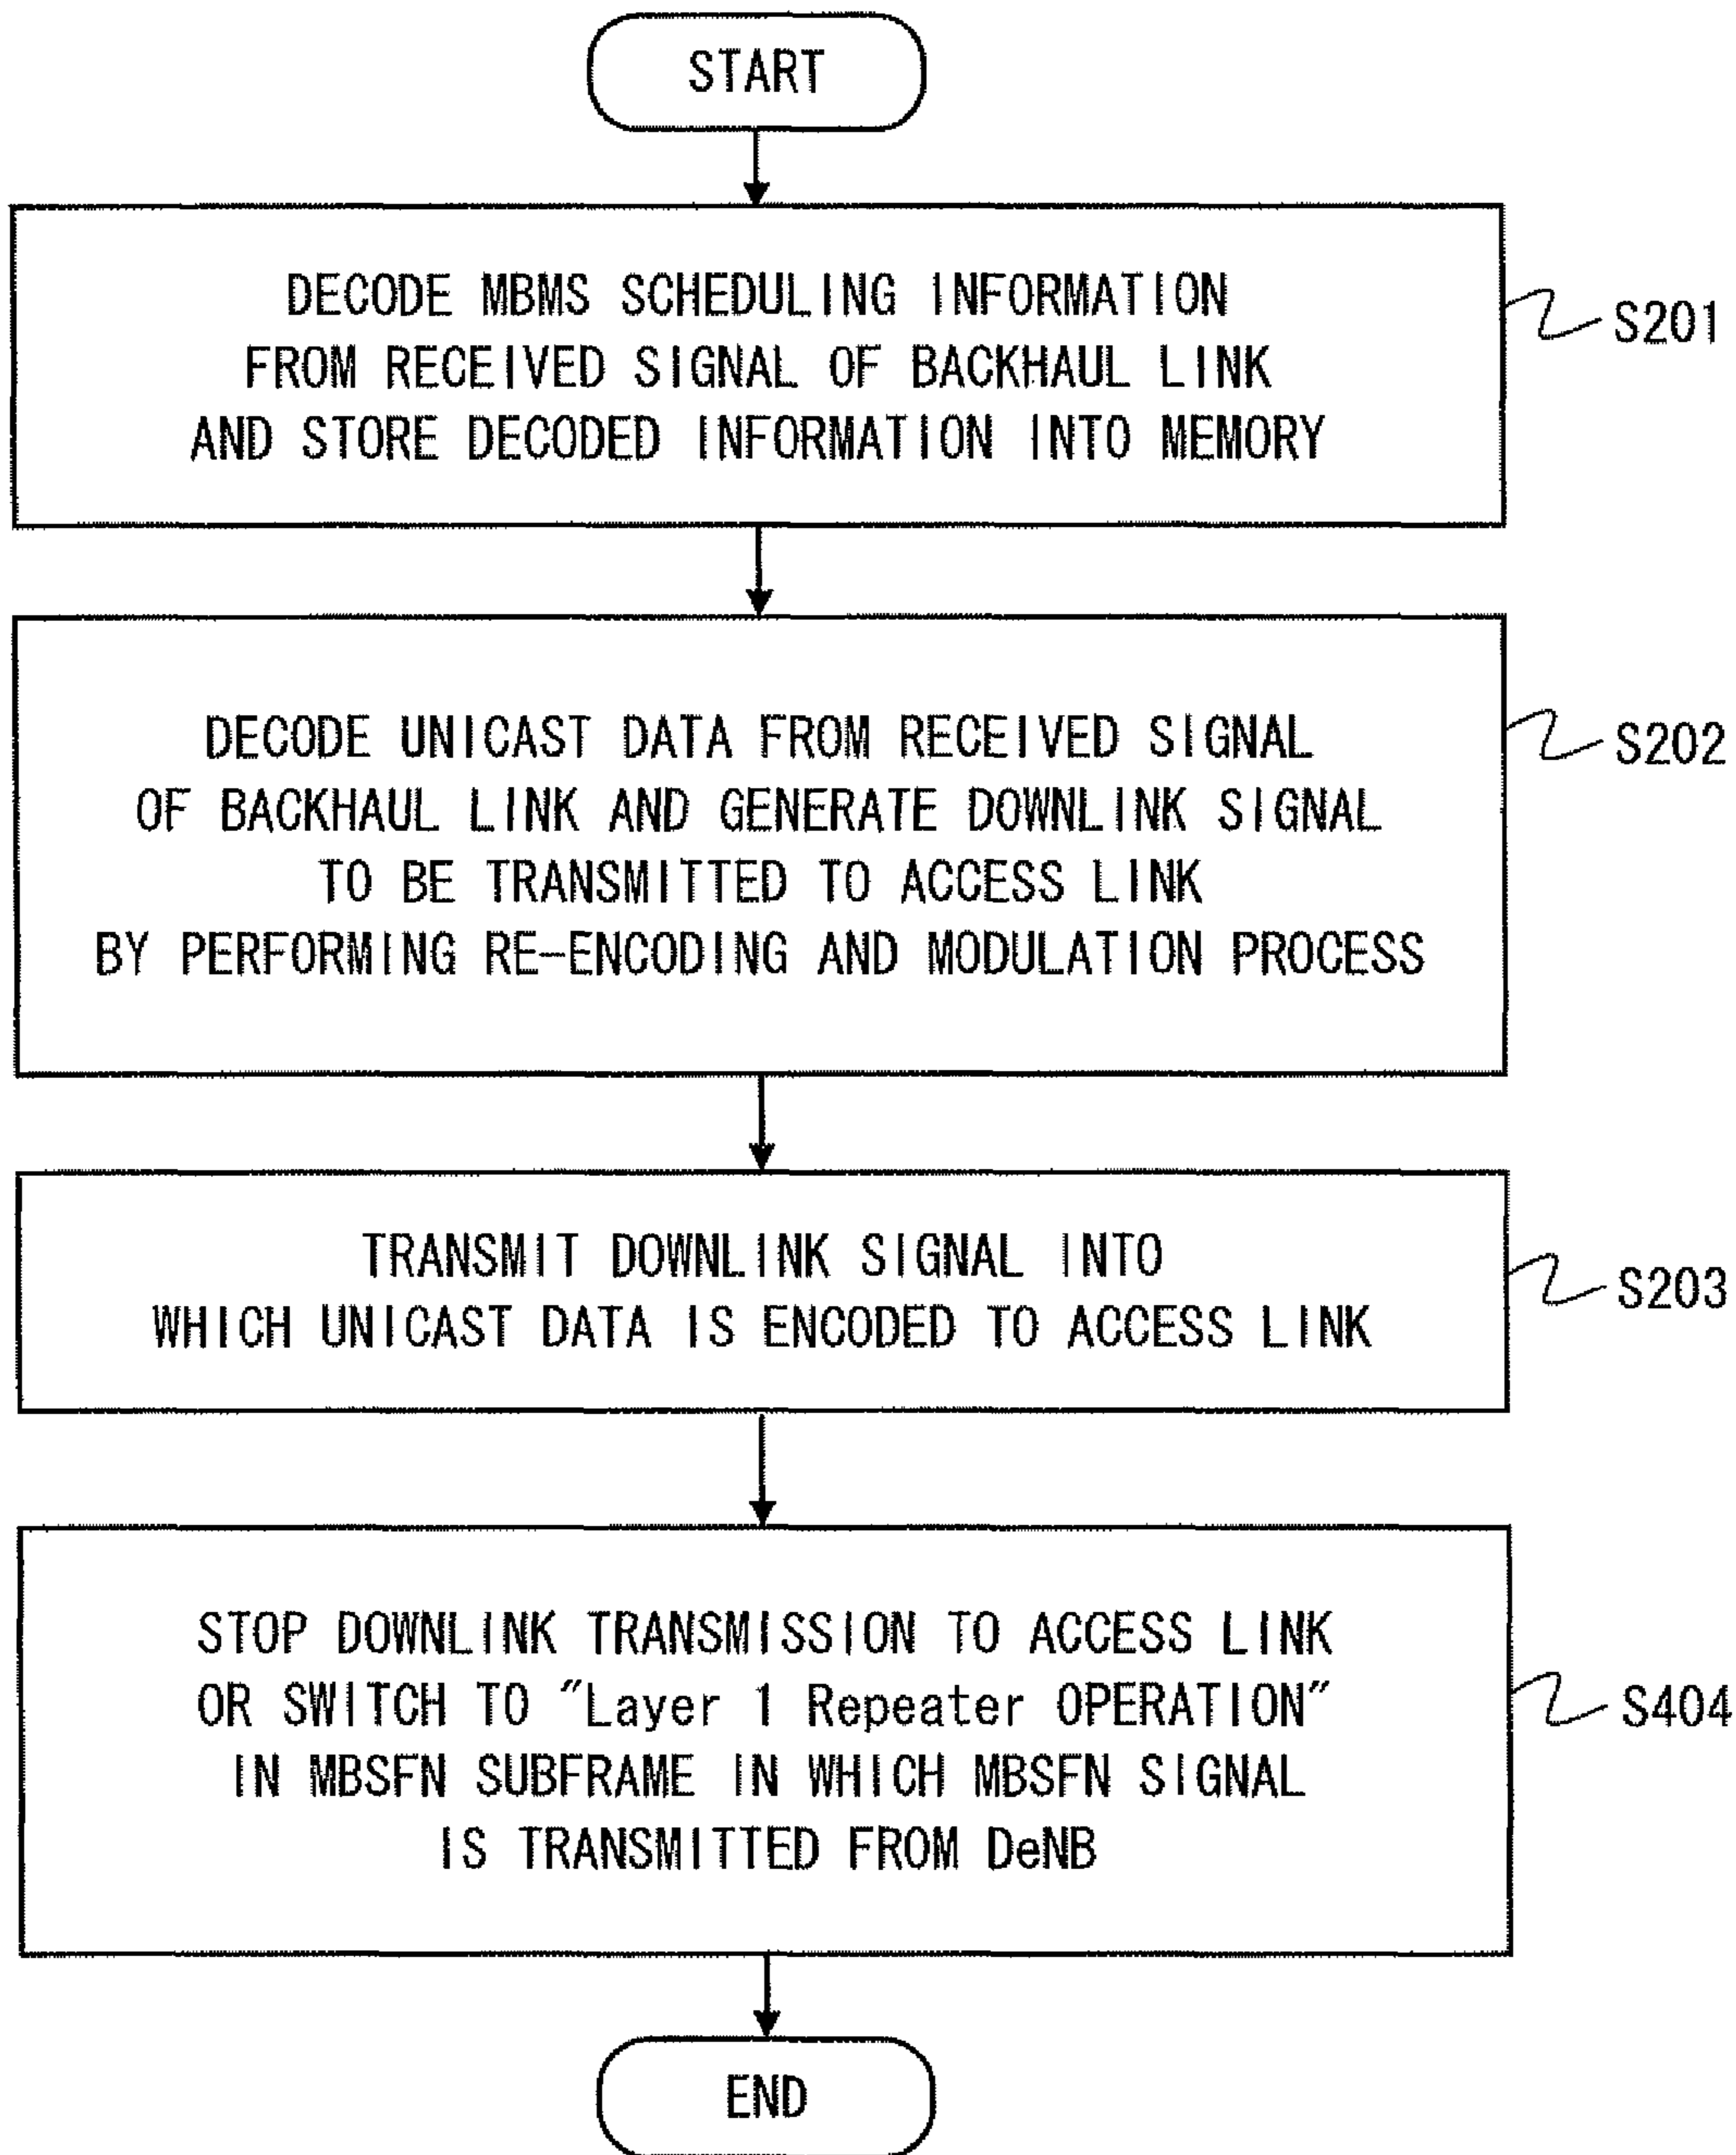 START
DECODE MBMS SCHEDULING INFORMATION
FROM RECEIVED SIGNAL OF BACKHAUL LINK
AND STORE DECODED INFORMATION INTO MEMORY
S201
DECODE UNICAST DATA FROM RECEIVED SIGNAL
OF BACKHAUL LINK AND GENERATE DOWNLINK SIGNAL
TO BE TRANSMITTED TO ACCESS LINK
BY PERFORMING RE-ENCODING AND MODULATION PROCESS
S202
TRANSMIT DOWNLINK SIGNAL INTO
WHICH UNICAST DATA IS ENCODED TO ACCESS LINK
S203
STOP DOWNLINK TRANSMISSION TO ACCESS LINK
OR SWITCH TO "Layer 1 Repeater OPERATION"
IN MBSFN SUBFRAME IN WHICH MBSFN SIGNAL
IS TRANSMITTED FROM DeNB
S404
END